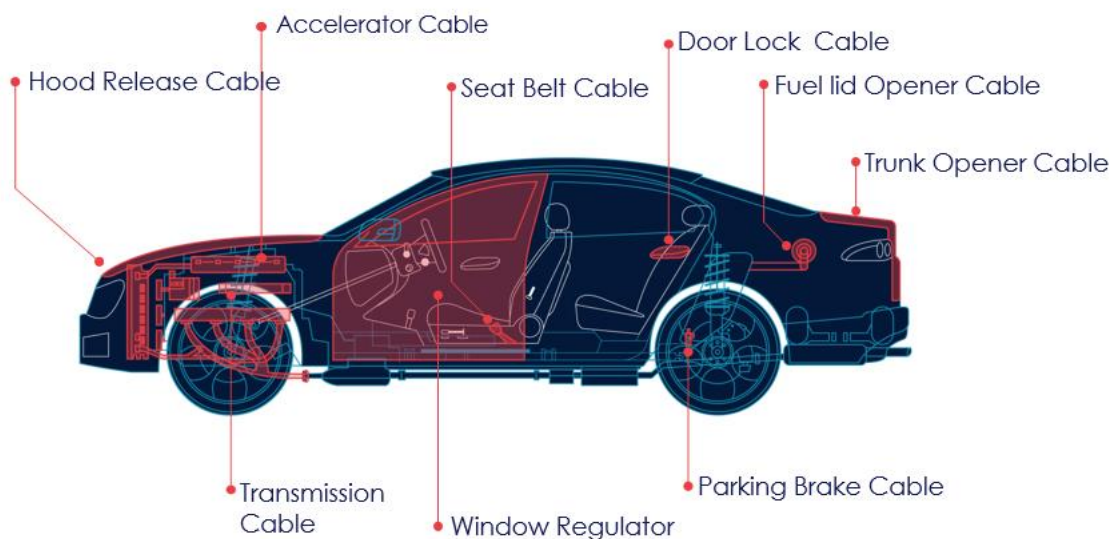 Accelerator Cable
Door Lock Cable
Hood Release Cable
Seat Belt Cable
Fuel lid Opener Cable
Trunk Opener Cable
Transmission
Cable
Parking Brake Cable
Window Regulator